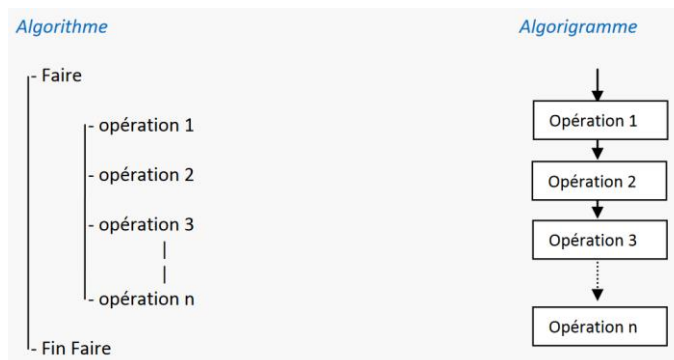 Algorithme
- Faire
- opération 1
- opération 2
- opération 3
|
|
- opération n
- Fin Faire
Algorigramme
Opération 1
Opération 2
Opération 3
Opération n